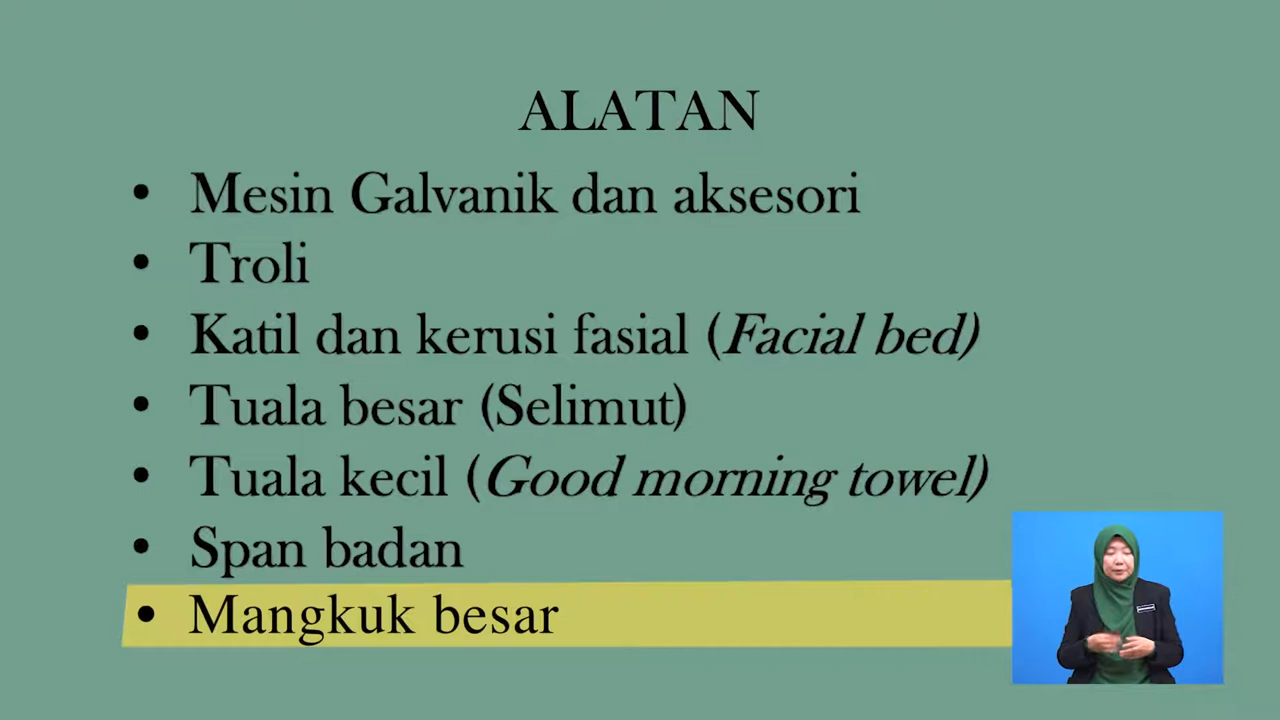 ALATAN
• Mesin Galvanik dan aksesori
• Troli
• Katil dan kerusi fasial (Facial bed)
• Tuala besar (Selimut)
• Tuala kecil (Good morning towel)
• Span badan
• Mangkuk besar